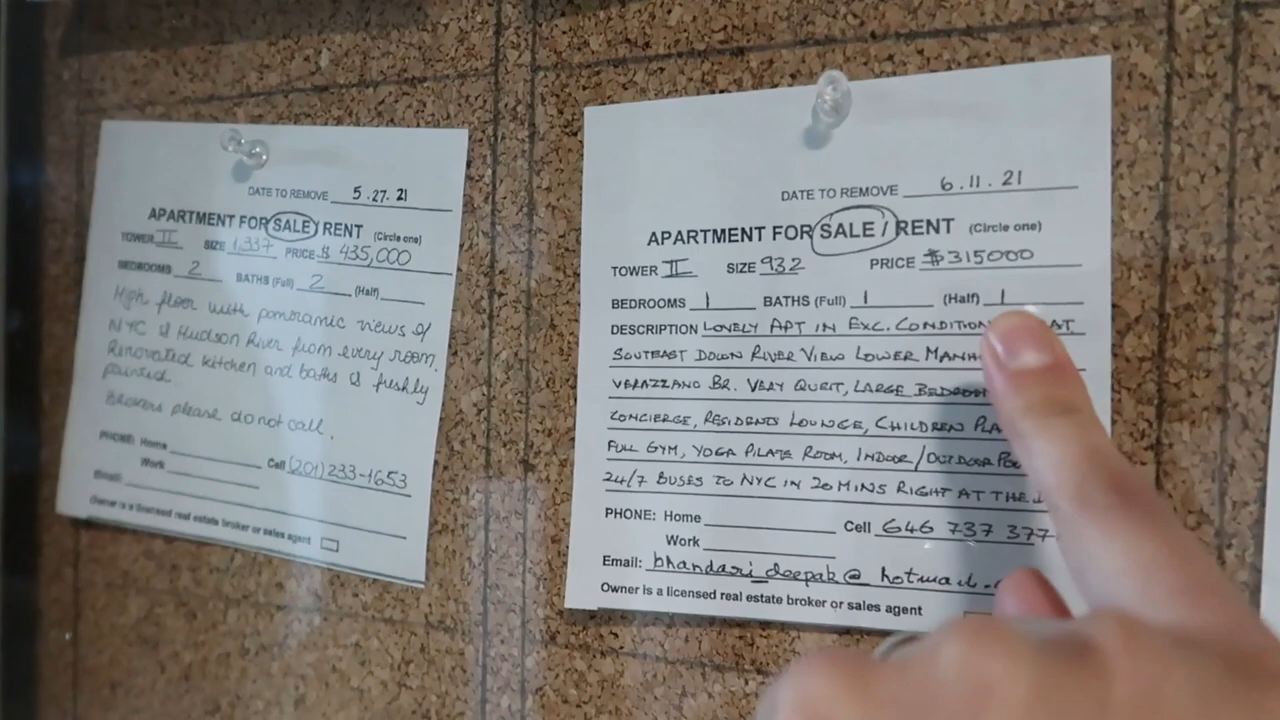 DATE TO REMOVE 5.27.21
APARTMENT FOR SALE / RENT (Circle one)
TOWER II SIZE 1,337 PRICE $ 435,000
BEDROOMS 2 BATHS (Full) 2 (Half)
High floor with panoramic views of
NYC & Hudson River from every room.
Renovated kitchen and baths & freshly
painted.
Brokers please do not call.
PHONE: Home
Work Cell (201) 233-1653
Email:
Owner is a licensed real estate broker or sales agent
DATE TO REMOVE 6.11.21
APARTMENT FOR SALE / RENT (Circle one)
TOWER II SIZE 932 PRICE $315000
BEDROOMS 1 BATHS (Full) 1 (Half) 1
DESCRIPTION LOVELY APT IN EXC. CONDITION AT
SOUTEAST DOWN RIVER VIEW LOWER MANH
VERAZZANO BR. VERY QUEIT, LARGE BEDROOM
CONCIERGE, RESIDENTS LOUNGE, CHILDREN PLA
FULL GYM, YOGA PILATE ROOM, INDOOR/OUTDOOR PO
24/7 BUSES TO NYC IN 20 MINS RIGHT AT THE
PHONE: Home Cell 646 737 377
Work
Email: bhandari_deepak@hotmail.
Owner is a licensed real estate broker or sales agent